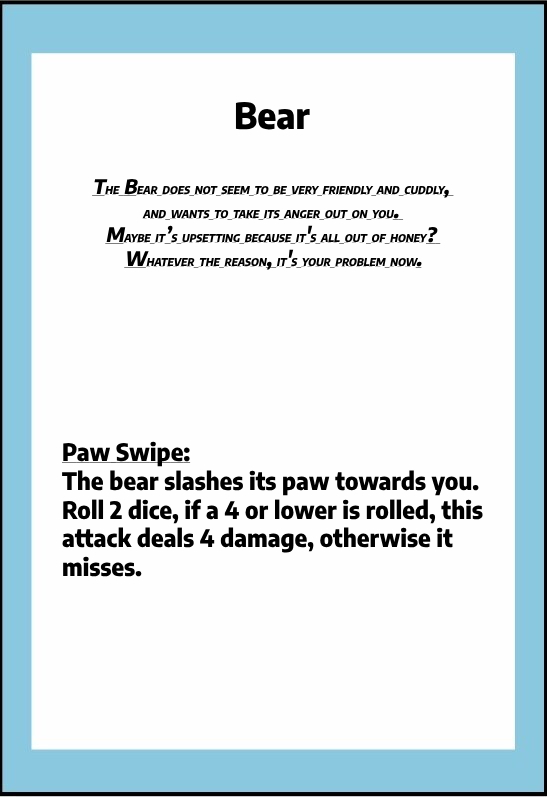 Bear
The Bear does not seem to be very friendly and cuddly,
and wants to take its anger out on you.
Maybe it’s upsetting because it's all out of honey?
Whatever the reason, it's your problem now.
Paw Swipe:
The bear slashes its paw towards you.
Roll 2 dice, if a 4 or lower is rolled, this
attack deals 4 damage, otherwise it
misses.